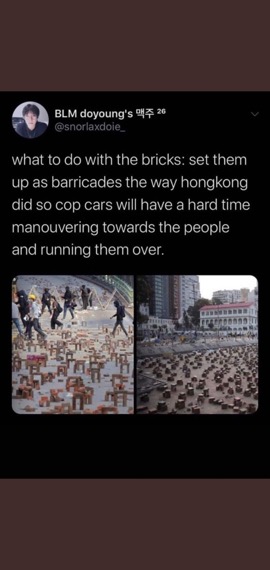 BLM doyoung's 맥주 ²⁶
@snorlaxdoie_
what to do with the bricks: set them
up as barricades the way hongkong
did so cop cars will have a hard time
manouvering towards the people
and running them over.